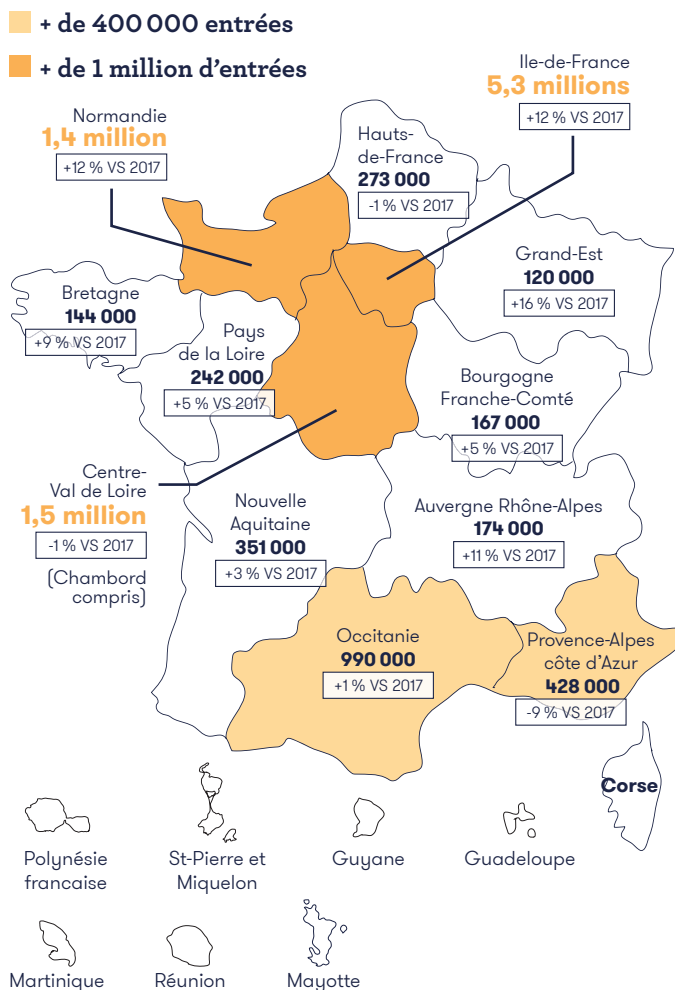 + de 400 000 entrées
+ de 1 million d'entrées
Ile-de-France
5,3 millions
+12 % VS 2017
Normandie
1,4 million
+12 % VS 2017
Hauts-
de-France
273 000
-1 % VS 2017
Grand-Est
120 000
+16 % VS 2017
Bretagne
144 000
+9 % VS 2017
Pays
de la Loire
242 000
+5 % VS 2017
Bourgogne
Franche-Comté
167 000
+5 % VS 2017
Centre-
Val de Loire
1,5 million
-1 % VS 2017
(Chambord
compris)
Nouvelle
Aquitaine
351 000
+3 % VS 2017
Auvergne Rhône-Alpes
174 000
+11 % VS 2017
Occitanie
990 000
+1 % VS 2017
Provence-Alpes
côte d'Azur
428 000
-9 % VS 2017
Corse
Polynésie
francaise
St-Pierre et
Miquelon
Guyane
Guadeloupe
Martinique
Réunion
Mayotte